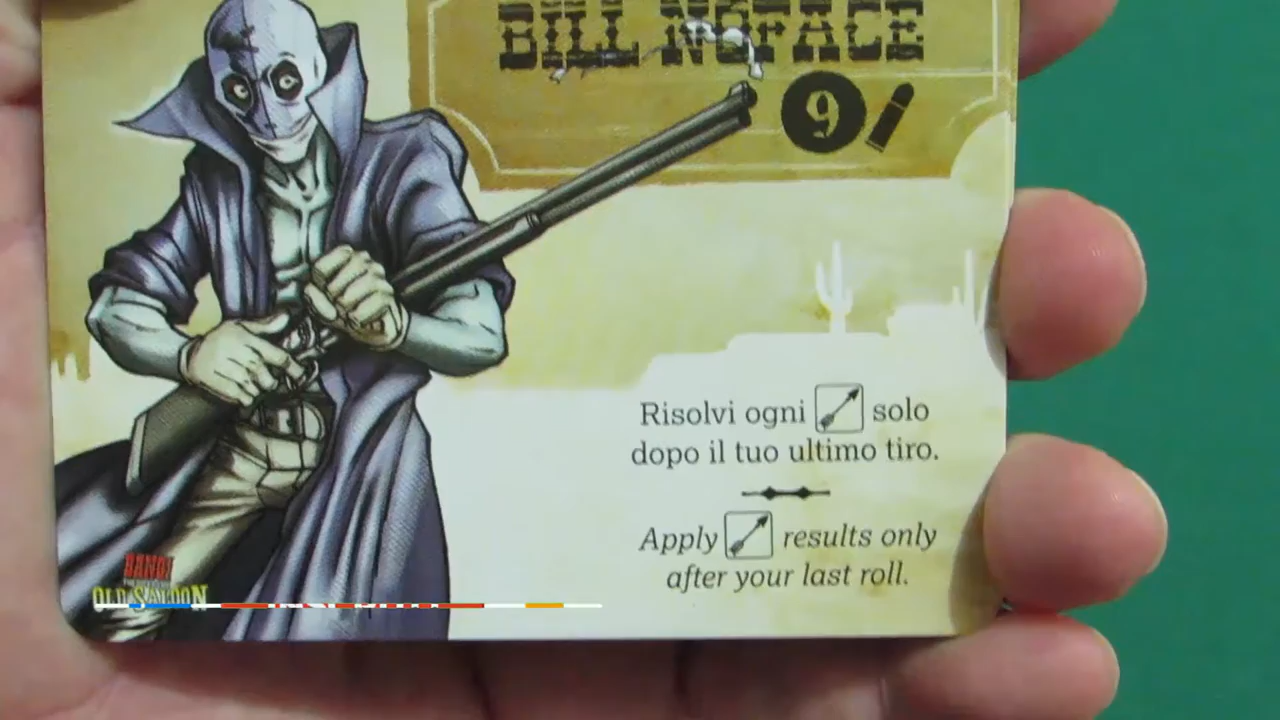 BILL NOFACE
9
Risolvi ogni solo
dopo il tuo ultimo tiro.
Apply results only
after your last roll.
BANG!
OLD SALOON